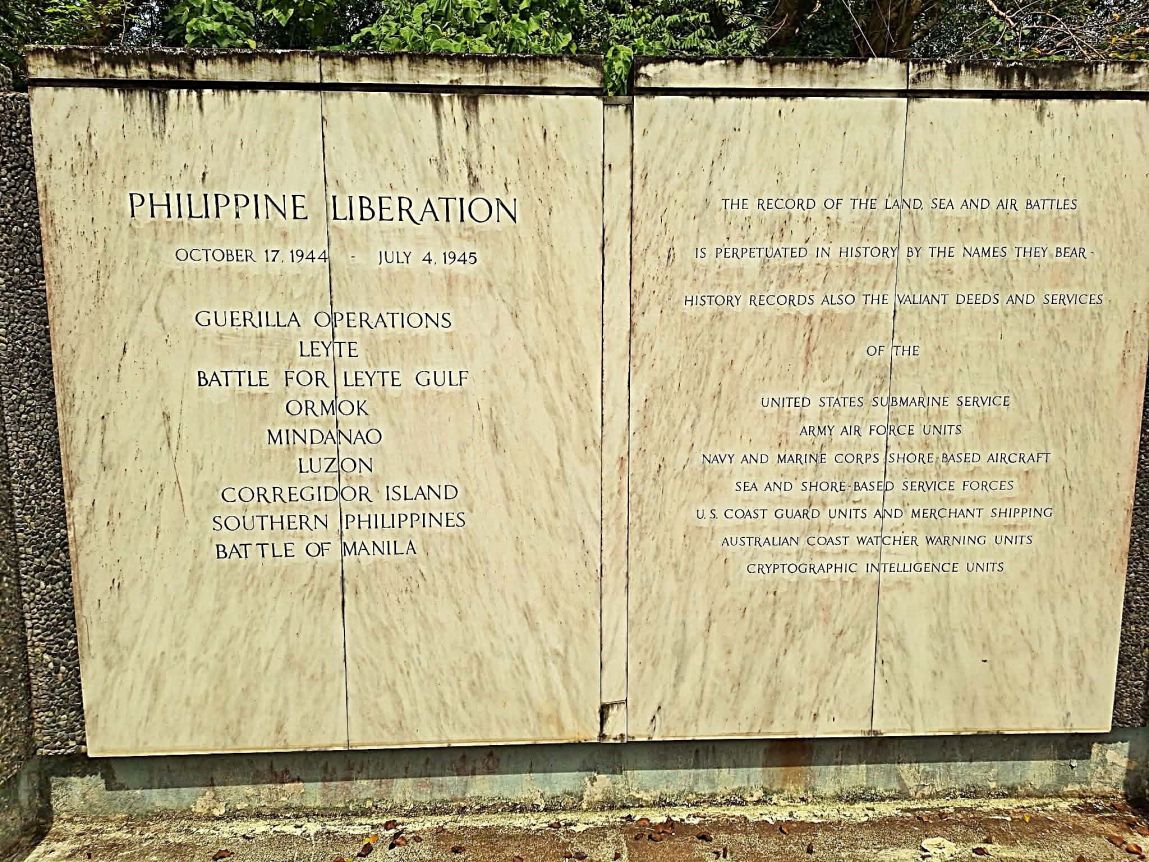 PHILIPPINE LIBERATION
OCTOBER 17, 1944 - JULY 4, 1945
GUERILLA OPERATIONS
LEYTE
BATTLE FOR LEYTE GULF
ORMOK
MINDANAO
LUZON
CORREGIDOR ISLAND
SOUTHERN PHILIPPINES
BATTLE OF MANILA
THE RECORD OF THE LAND, SEA AND AIR BATTLES
IS PERPETUATED IN HISTORY BY THE NAMES THEY BEAR -
HISTORY RECORDS ALSO THE VALIANT DEEDS AND SERVICES
OF THE
UNITED STATES SUBMARINE SERVICE
ARMY AIR FORCE UNITS
NAVY AND MARINE CORPS SHORE-BASED AIRCRAFT
SEA AND SHORE-BASED SERVICE FORCES
U.S. COAST GUARD UNITS AND MERCHANT SHIPPING
AUSTRALIAN COAST WATCHER WARNING UNITS
CRYPTOGRAPHIC INTELLIGENCE UNITS